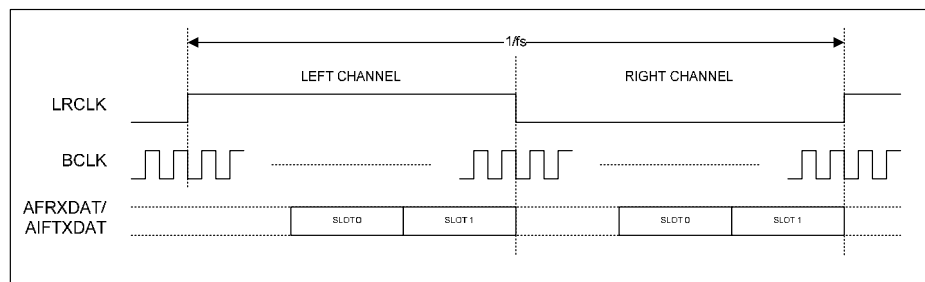 1/fs
LEFT CHANNEL RIGHT CHANNEL
LRCLK
BCLK
AFRXDAT/
AIFTXDAT
SLOT 0 SLOT 1 SLOT 0 SLOT 1